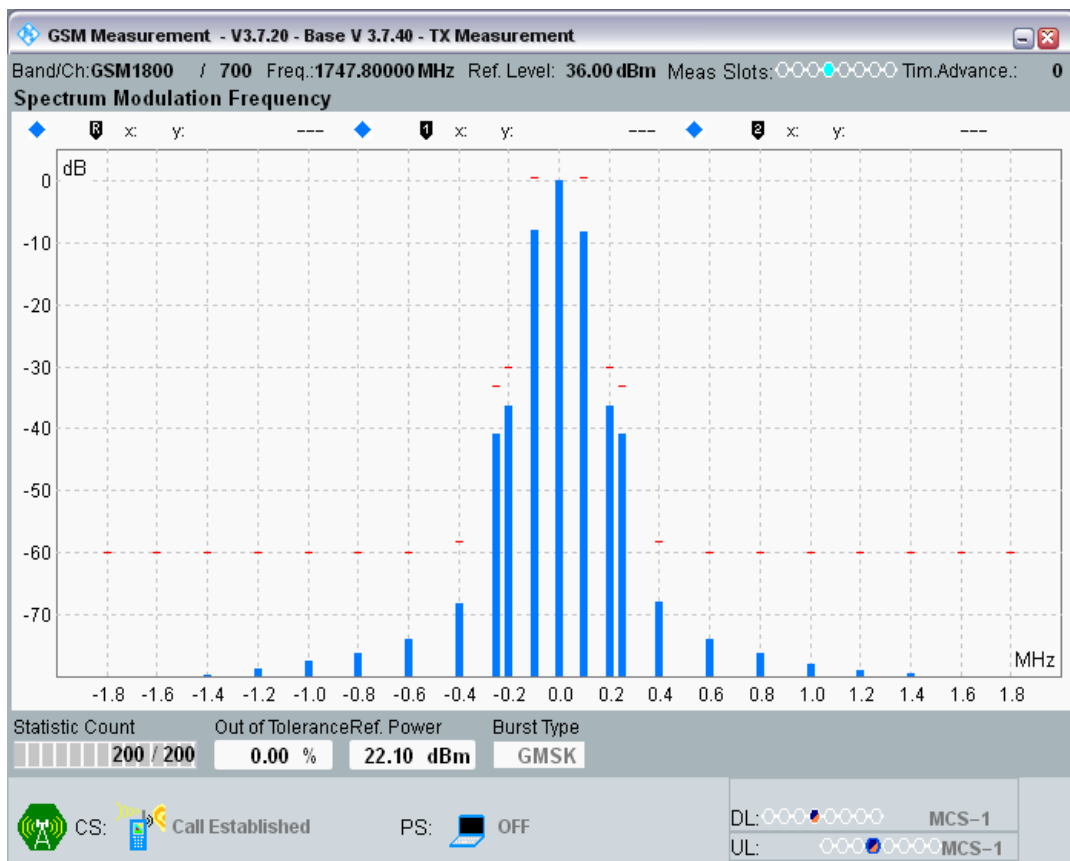 GSM Measurement - V3.7.20 - Base V 3.7.40 - TX Measurement
Band/Ch:GSM1800 / 700 Freq.:1747.80000 MHz Ref. Level: 36.00 dBm Meas Slots: Tim.Advance.: 0
Spectrum Modulation Frequency
R x: y: --- 1 x: y: --- 2 x: y: ---
dB
0
-10
-20
-30
-40
-50
-60
-70
MHz
-1.8 -1.6 -1.4 -1.2 -1.0 -0.8 -0.6 -0.4 -0.2 0.0 0.2 0.4 0.6 0.8 1.0 1.2 1.4 1.6 1.8
Statistic Count Out of Tolerance Ref. Power Burst Type
200 / 200 0.00 % 22.10 dBm GMSK
CS: Call Established PS: OFF DL: MCS-1
UL: MCS-1